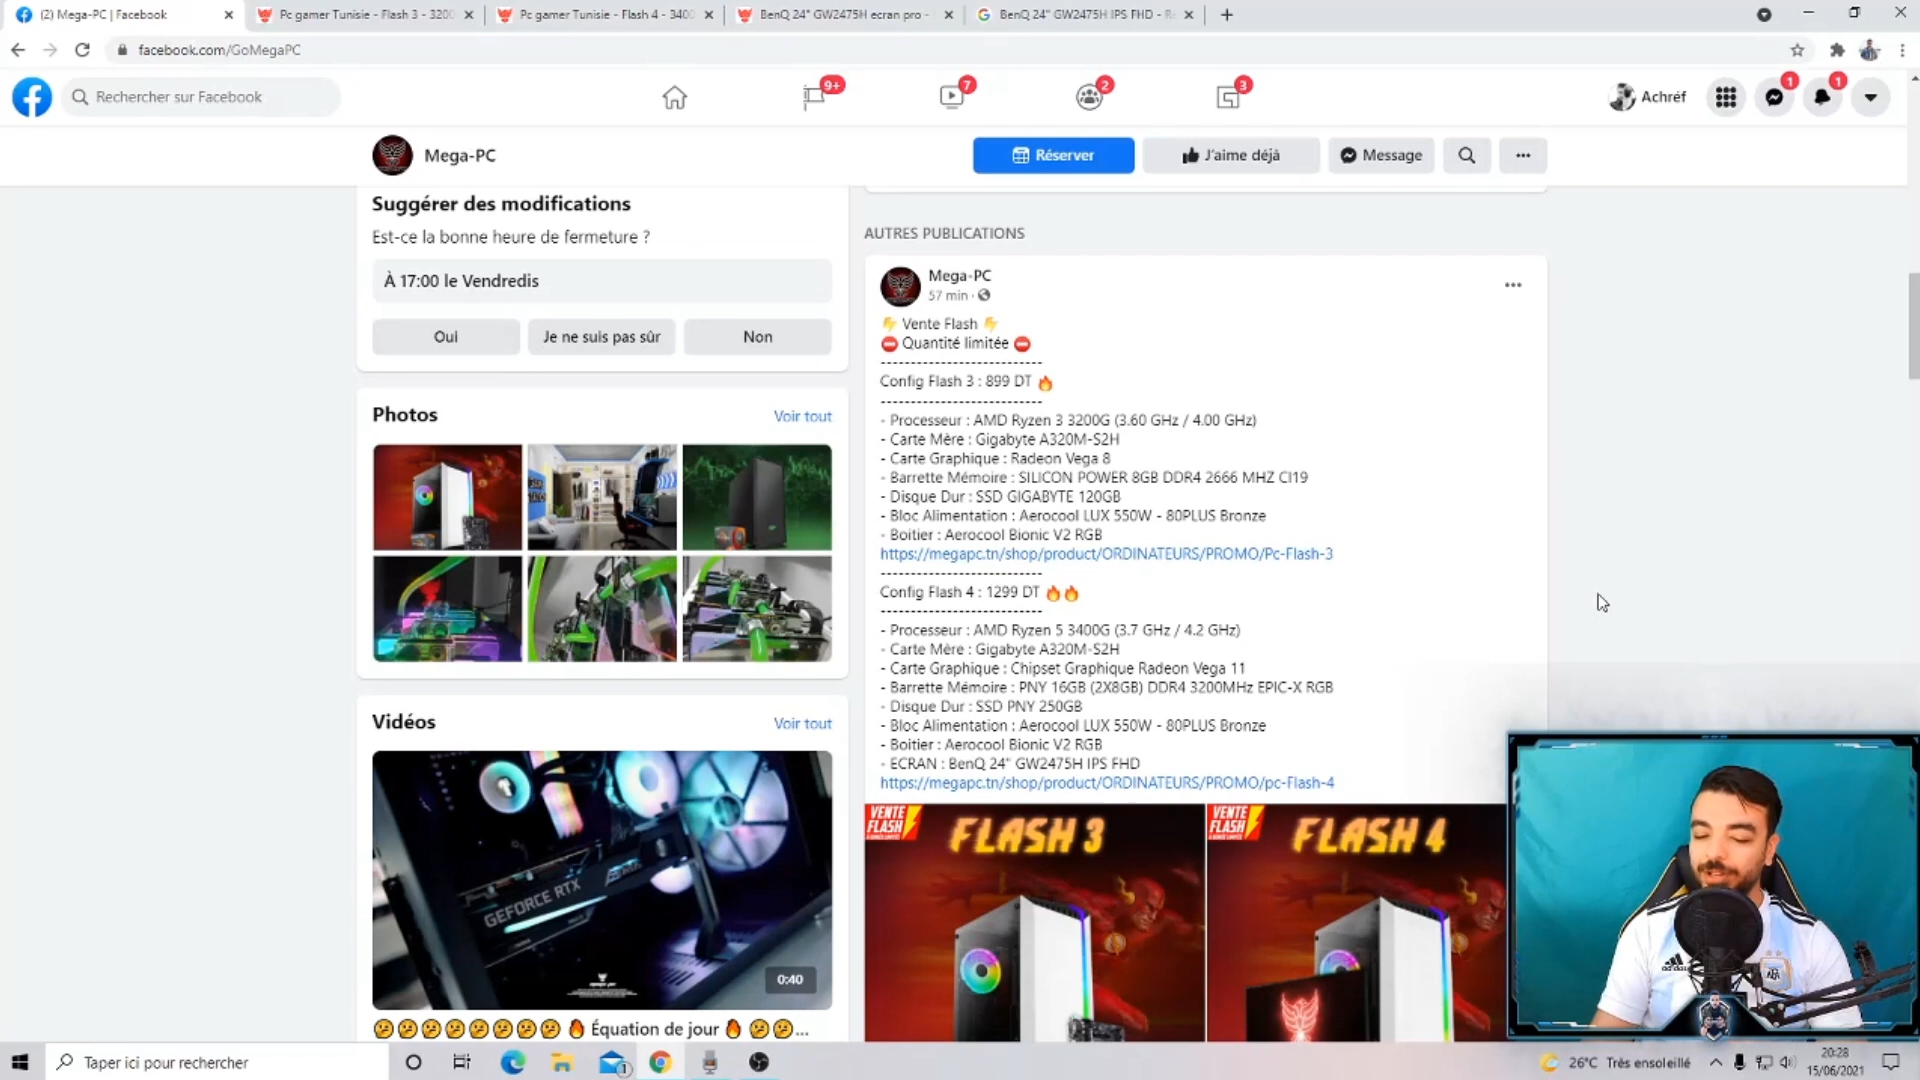 (2) Mega-PC | Facebook
Pc gamer Tunisie - Flash 3 - 3200
Pc gamer Tunisie - Flash 4 - 3400
BenQ 24" GW2475H ecran pro -
BenQ 24" GW2475H IPS FHD - Re
facebook.com/GoMegaPC
Rechercher sur Facebook
9+
7
2
3
Achréf
1
1
Mega-PC
Réserver
J'aime déjà
Message
Suggérer des modifications
Est-ce la bonne heure de fermeture ?
À 17:00 le Vendredis
Oui
Je ne suis pas sûr
Non
Photos
Voir tout
Vidéos
Voir tout
GEFORCE RTX
0:40
🤔🤔🤔🤔🤔🤔🤔🤔 🔥 Équation de jour 🔥 🤔🤔...
AUTRES PUBLICATIONS
Mega-PC
57 min ·
⚡ Vente Flash ⚡
⛔ Quantité limitée ⛔
---------------------------
Config Flash 3 : 899 DT 🔥
---------------------------
- Processeur : AMD Ryzen 3 3200G (3.60 GHz / 4.00 GHz)
- Carte Mère : Gigabyte A320M-S2H
- Carte Graphique : Radeon Vega 8
- Barrette Mémoire : SILICON POWER 8GB DDR4 2666 MHZ Cl19
- Disque Dur : SSD GIGABYTE 120GB
- Bloc Alimentation : Aerocool LUX 550W - 80PLUS Bronze
- Boitier : Aerocool Bionic V2 RGB
https://megapc.tn/shop/product/ORDINATEURS/PROMO/Pc-Flash-3
---------------------------
Config Flash 4 : 1299 DT 🔥🔥
---------------------------
- Processeur : AMD Ryzen 5 3400G (3.7 GHz / 4.2 GHz)
- Carte Mère : Gigabyte A320M-S2H
- Carte Graphique : Chipset Graphique Radeon Vega 11
- Barrette Mémoire : PNY 16GB (2X8GB) DDR4 3200MHz EPIC-X RGB
- Disque Dur : SSD PNY 250GB
- Bloc Alimentation : Aerocool LUX 550W - 80PLUS Bronze
- Boitier : Aerocool Bionic V2 RGB
- ECRAN : BenQ 24" GW2475H IPS FHD
https://megapc.tn/shop/product/ORDINATEURS/PROMO/pc-Flash-4
VENTE
FLASH
FLASH 3
VENTE
FLASH
FLASH 4
adidas
AFA
Taper ici pour rechercher
1
26°C Très ensoleillé
20:28
15/06/2021